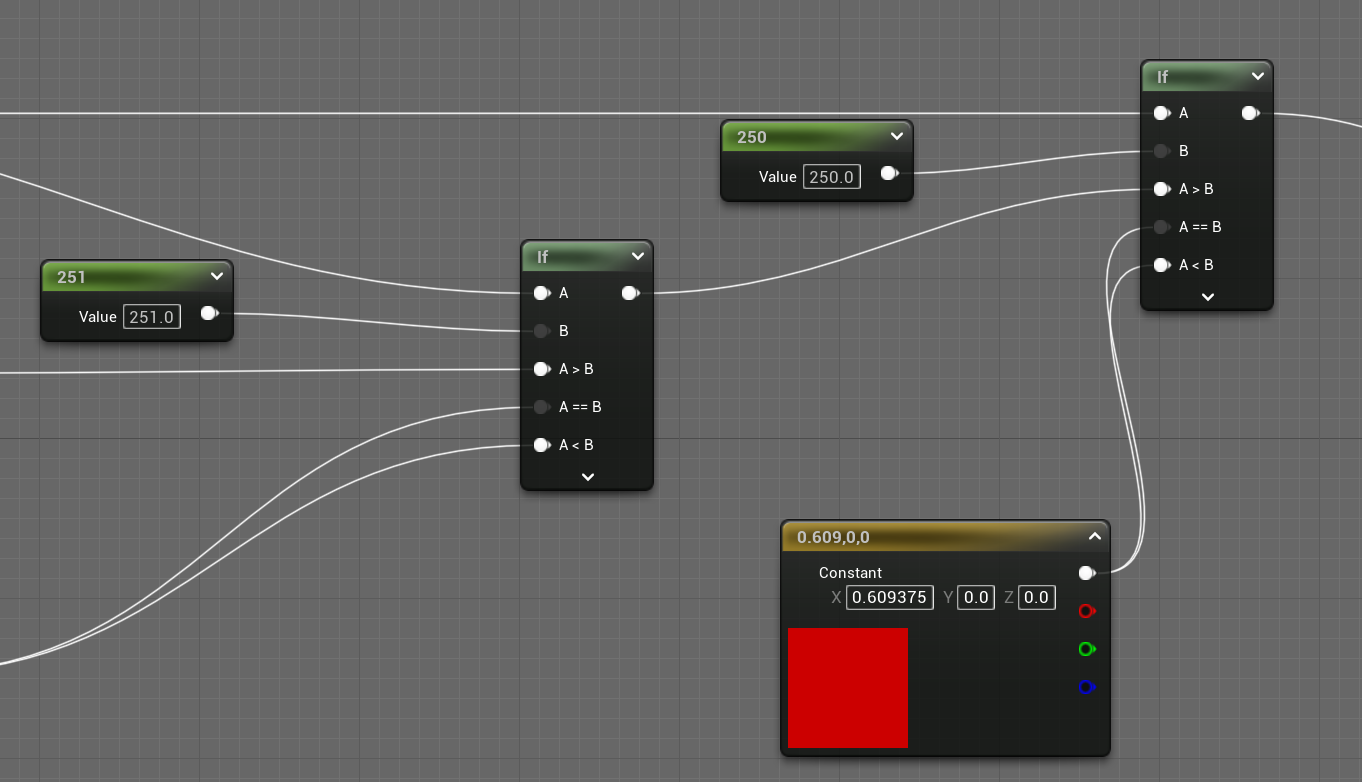 If
A
B
A > B
A == B
A < B
250
Value 250.0
If
A
B
A > B
A == B
A < B
251
Value 251.0
0.609,0,0
Constant
X 0.609375 Y 0.0 Z 0.0